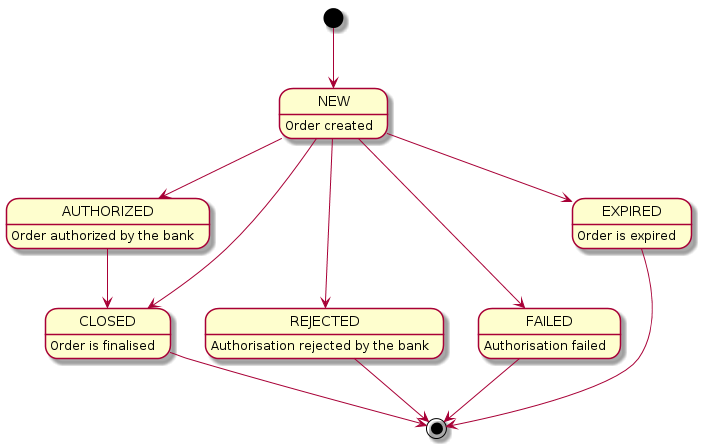 NEW
Order created
AUTHORIZED
Order authorized by the bank
EXPIRED
Order is expired
CLOSED
Order is finalised
REJECTED
Authorisation rejected by the bank
FAILED
Authorisation failed